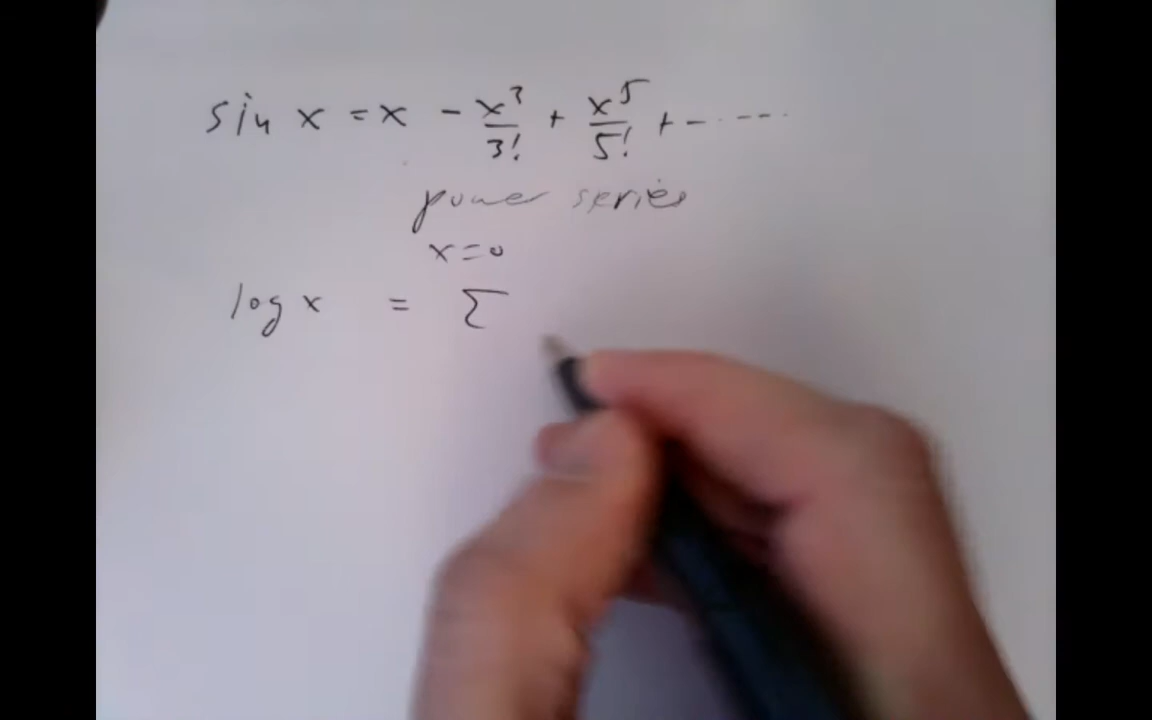 sin x = x - x³/3! + x⁵/5! + - .....
power series
x=0
log x = Σ